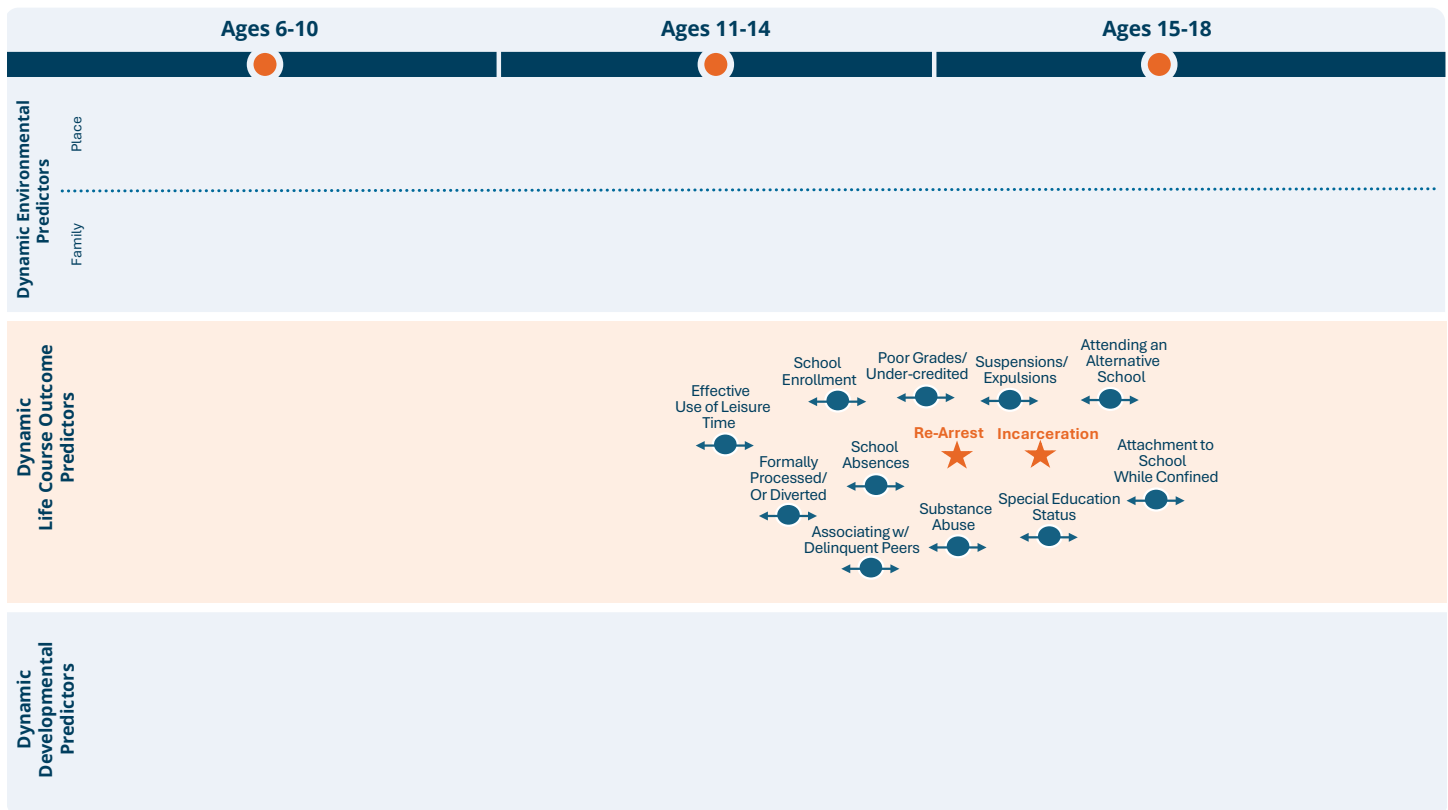 Ages 6-10
Ages 11-14
Ages 15-18
Dynamic Environmental
Predictors
Place
Family
Dynamic
Life Course Outcome
Predictors
Effective
Use of Leisure
Time
School
Enrollment
Poor Grades/
Under-credited
Suspensions/
Expulsions
Attending an
Alternative
School
Formally
Processed/
Or Diverted
School
Absences
Re-Arrest
Incarceration
Attachment to
School
While Confined
Associating w/
Delinquent Peers
Substance
Abuse
Special Education
Status
Dynamic
Developmental
Predictors